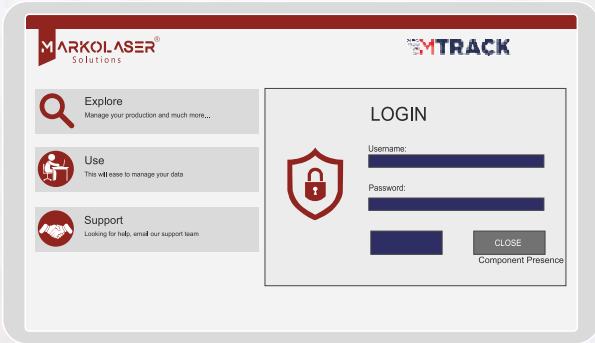 MARKOLASER®
Solutions
MTRACK
Explore
Manage your production and much more...
Use
This will ease to manage your data
Support
Looking for help, email our support team
LOGIN
Username:
Password:
CLOSE
Component Presence